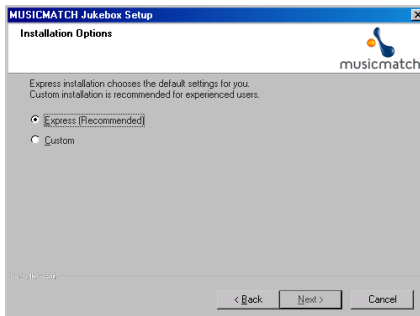 MUSICMATCH Jukebox Setup
Installation Options
musicmatch
Express installation chooses the default settings for you.
Custom installation is recommended for experienced users.
Express (Recommended)
Custom
< Back
Next >
Cancel